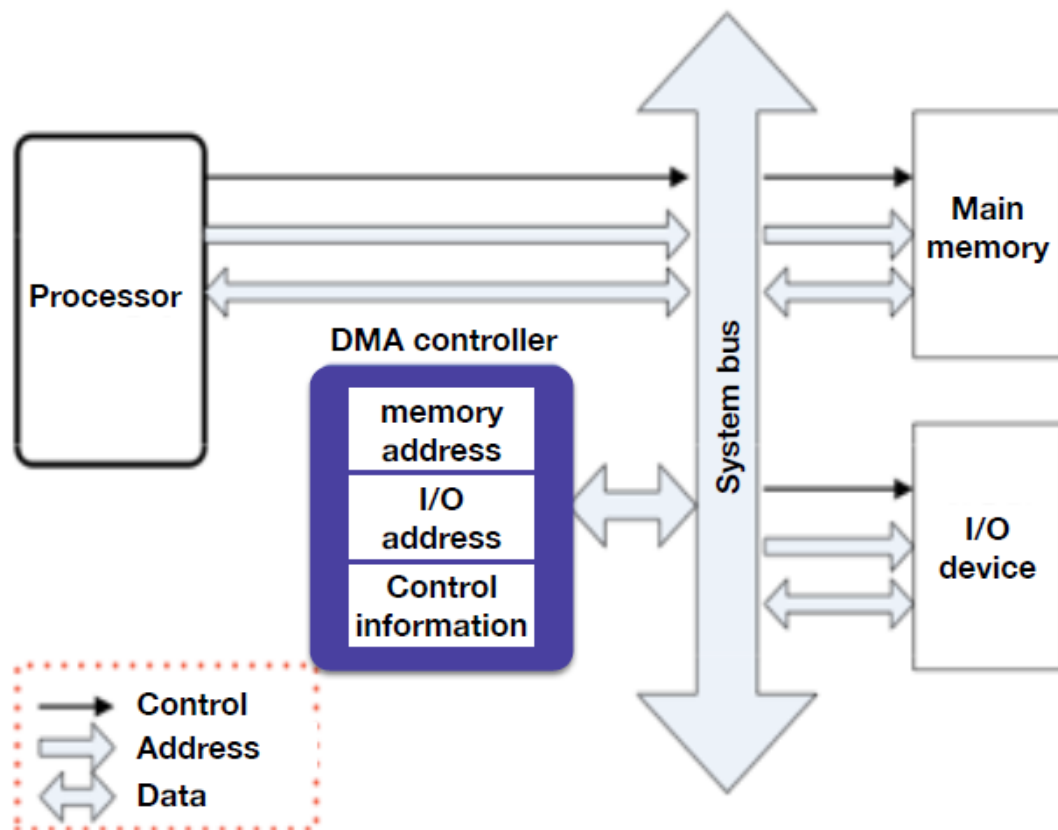 Processor
DMA controller
memory
address
I/O
address
Control
information
System bus
Main
memory
I/O
device
Control
Address
Data